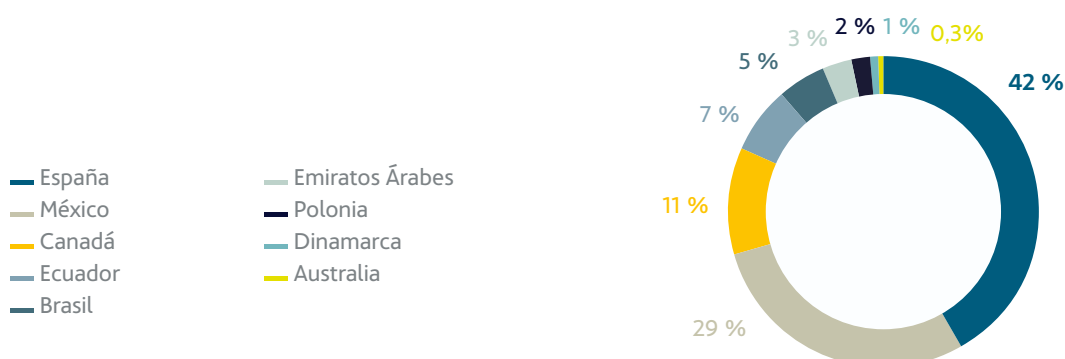 España
México
Canadá
Ecuador
Brasil
Emiratos Árabes
Polonia
Dinamarca
Australia
42 %
29 %
11 %
7 %
5 %
3 %
2 %
1 %
0,3%